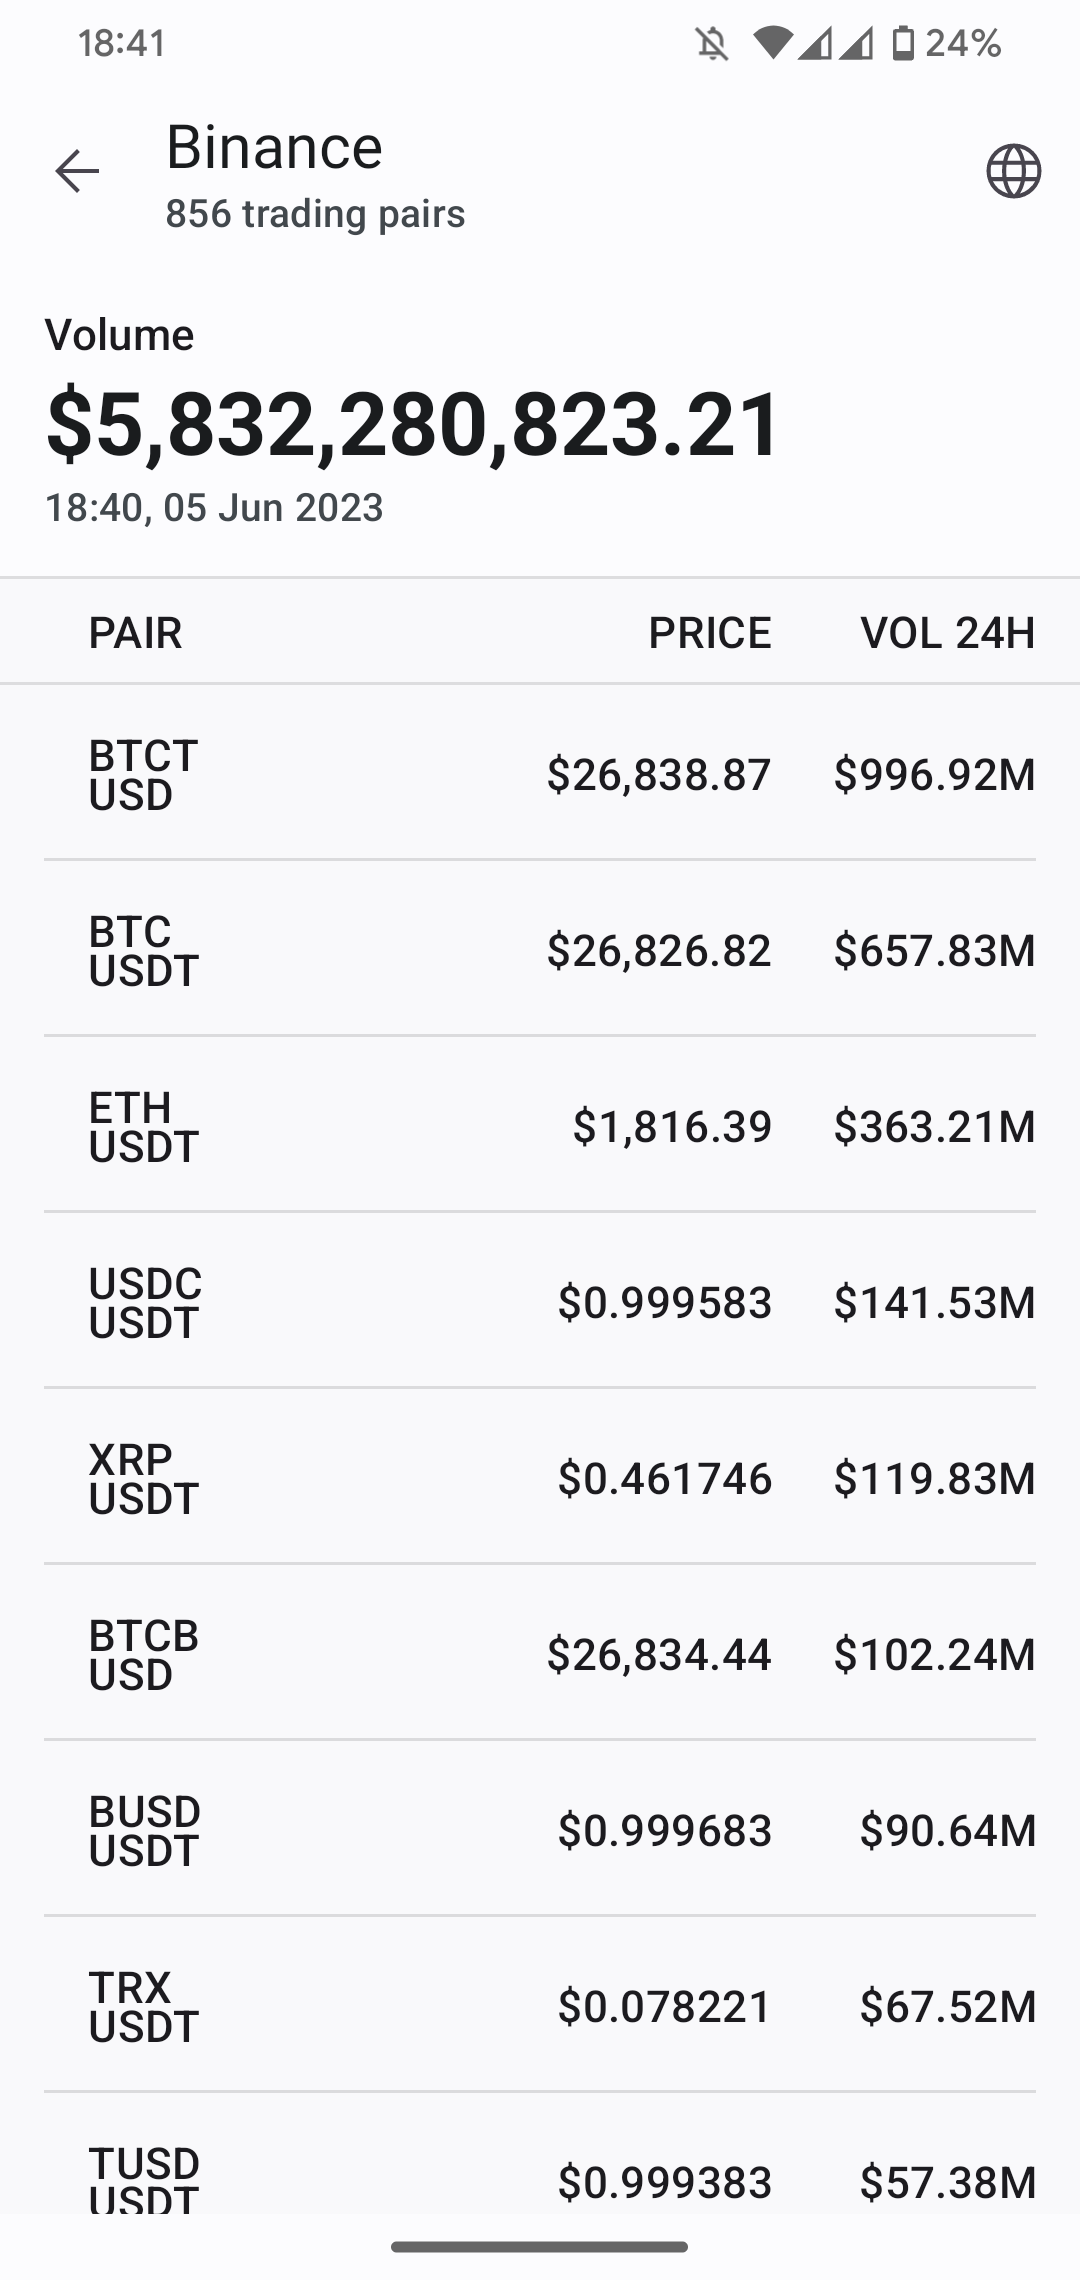 18:41 24%
Binance
856 trading pairs
Volume
$5,832,280,823.21
18:40, 05 Jun 2023
PAIR PRICE VOL 24H
BTCT
USD $26,838.87 $996.92M
BTC
USDT $26,826.82 $657.83M
ETH
USDT $1,816.39 $363.21M
USDC
USDT $0.999583 $141.53M
XRP
USDT $0.461746 $119.83M
BTCB
USD $26,834.44 $102.24M
BUSD
USDT $0.999683 $90.64M
TRX
USDT $0.078221 $67.52M
TUSD
USDT $0.999383 $57.38M